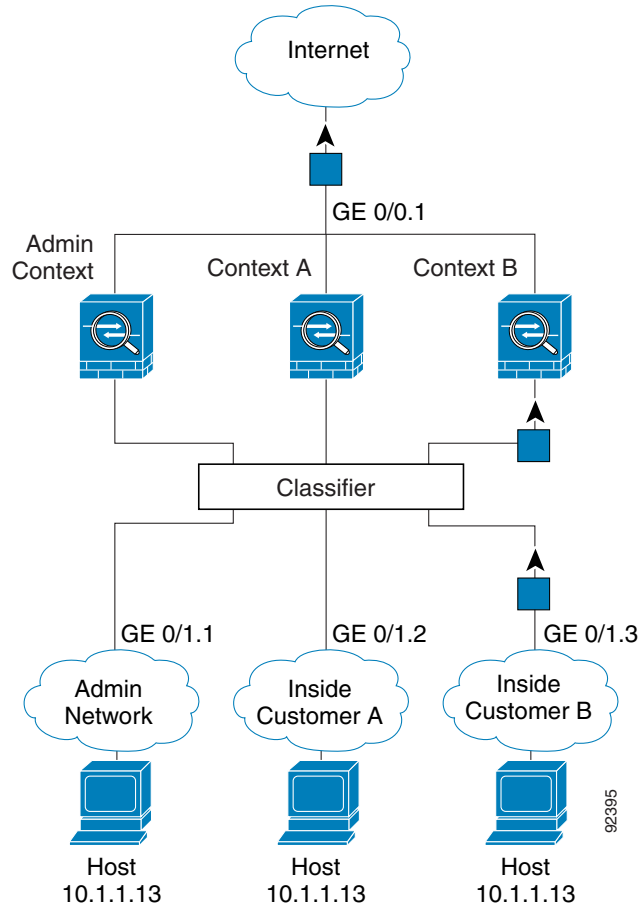 Internet
GE 0/0.1
Admin
Context
Context A
Context B
Classifier
GE 0/1.1
GE 0/1.2
GE 0/1.3
Admin
Network
Inside
Customer A
Inside
Customer B
92395
Host
10.1.1.13
Host
10.1.1.13
Host
10.1.1.13